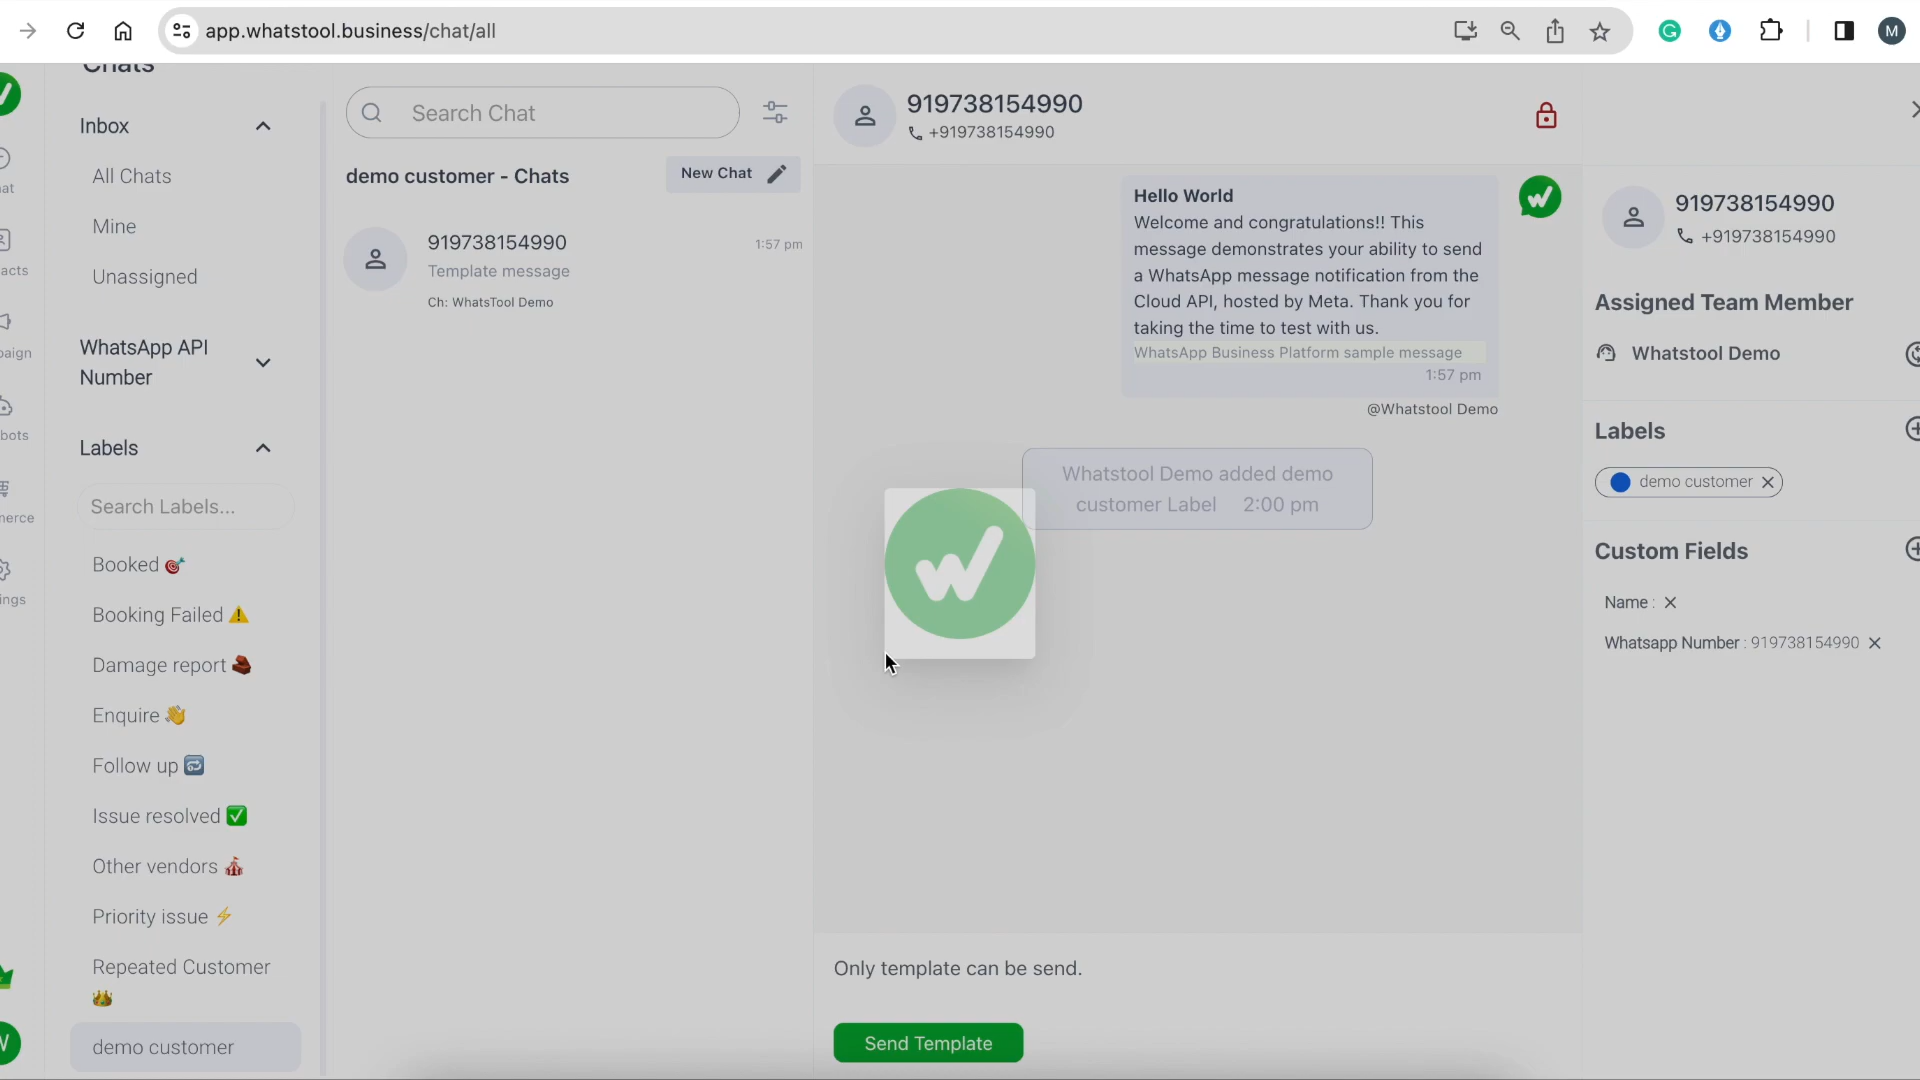 app.whatstool.business/chat/all
M
Chats
Inbox
All Chats
Mine
Unassigned
WhatsApp API
Number
Labels
Search Labels...
Booked
Booking Failed
Damage report
Enquire
Follow up
Issue resolved
Other vendors
Priority issue
Repeated Customer
demo customer
Search Chat
demo customer - Chats
New Chat
919738154990
1:57 pm
Template message
Ch: WhatsTool Demo
919738154990
+919738154990
Hello World
Welcome and congratulations!! This
message demonstrates your ability to send
a WhatsApp message notification from the
Cloud API, hosted by Meta. Thank you for
taking the time to test with us.
WhatsApp Business Platform sample message
1:57 pm
@Whatstool Demo
Whatstool Demo added demo
customer Label 2:00 pm
Only template can be send.
Send Template
919738154990
+919738154990
Assigned Team Member
Whatstool Demo
Labels
demo customer
Custom Fields
Name :
Whatsapp Number : 919738154990